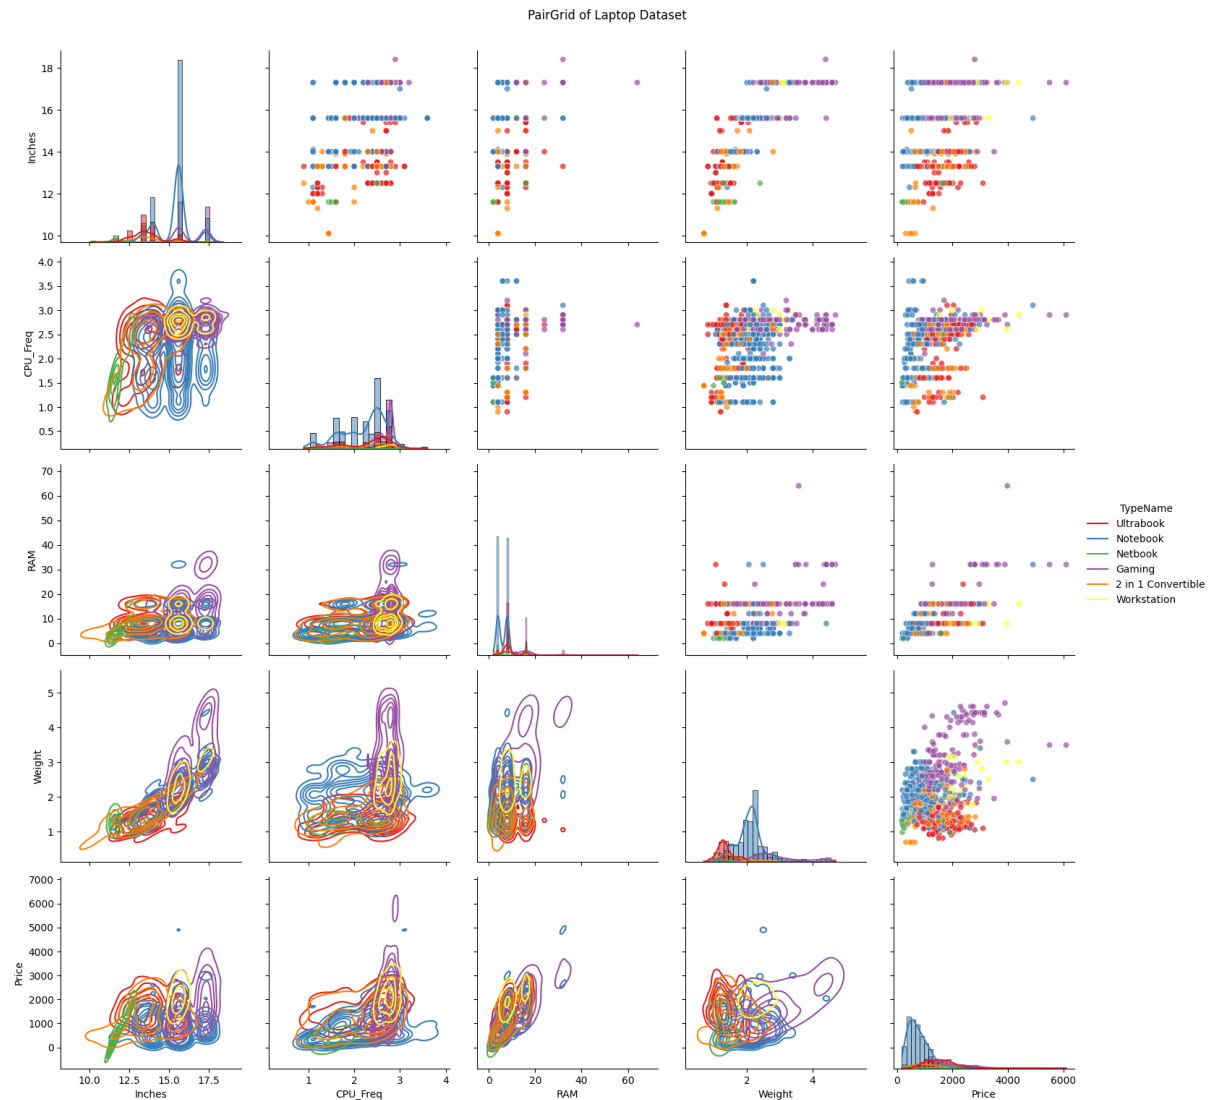 PairGrid of Laptop Dataset
18
16
14
12
10
Inches
4.0
3.5
3.0
2.5
2.0
1.5
1.0
0.5
CPU_Freq
70
60
50
40
30
20
10
0
RAM
TypeName
Ultrabook
Notebook
Netbook
Gaming
2 in 1 Convertible
Workstation
5
4
3
2
1
Weight
7000
6000
5000
4000
3000
2000
1000
0
Price
10.0 12.5 15.0 17.5
Inches
1 2 3 4
CPU_Freq
0 20 40 60
RAM
2 4
Weight
0 2000 4000 6000
Price